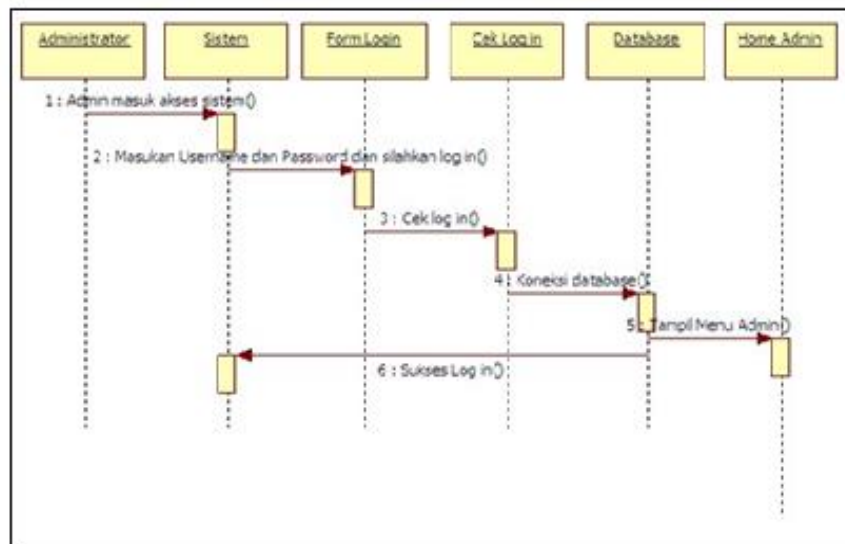 Administrator
Sistem
Form Login
Cek Log in
Database
Home Admin
1 : Admin masuk akses sistem()
2 : Masukan Username dan Password dan silahkan log in()
3 : Cek log in()
4 : Koneksi database()
5 : Tampil Menu Admin()
6 : Sukses Log in()